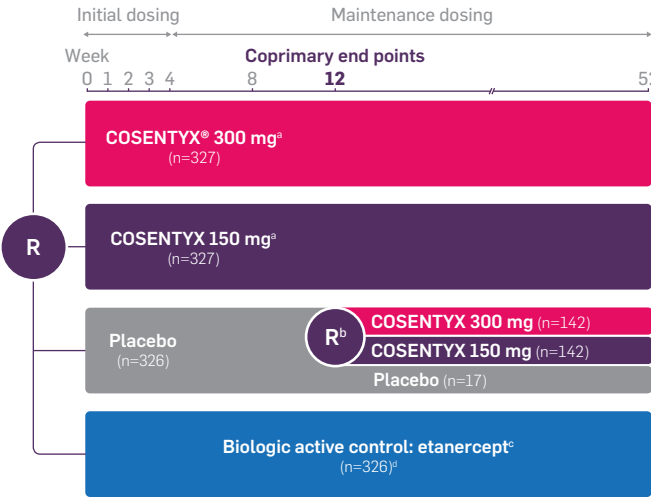 Initial dosing Maintenance dosing
Week Coprimary end points
0 1 2 3 4 8 12 52
COSENTYX® 300 mgᵃ
(n=327)
R
COSENTYX 150 mgᵃ
(n=327)
Placebo
(n=326)
Rᵇ
COSENTYX 300 mg (n=142)
COSENTYX 150 mg (n=142)
Placebo (n=17)
Biologic active control: etanerceptᶜ
(n=326)ᵈ